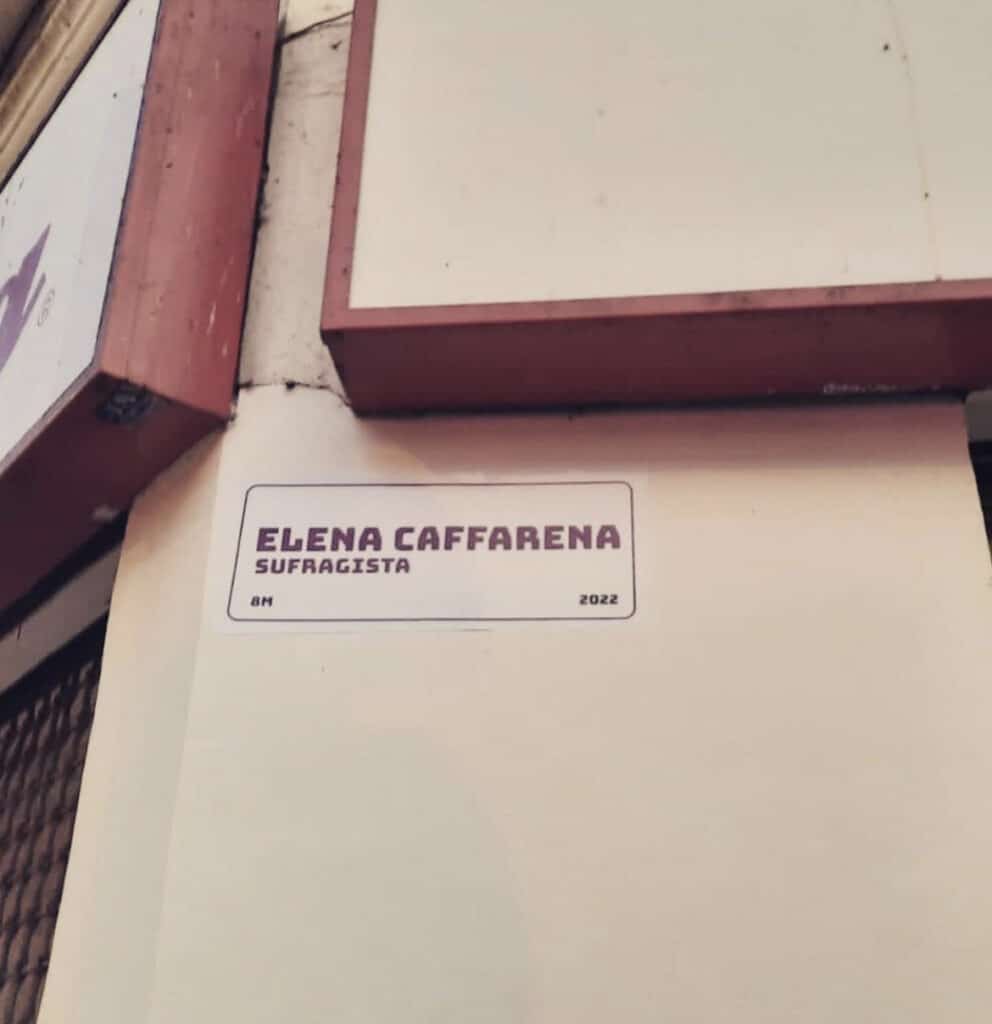 ELENA CAFFARENA
SUFRAGISTA
8M 2022
®